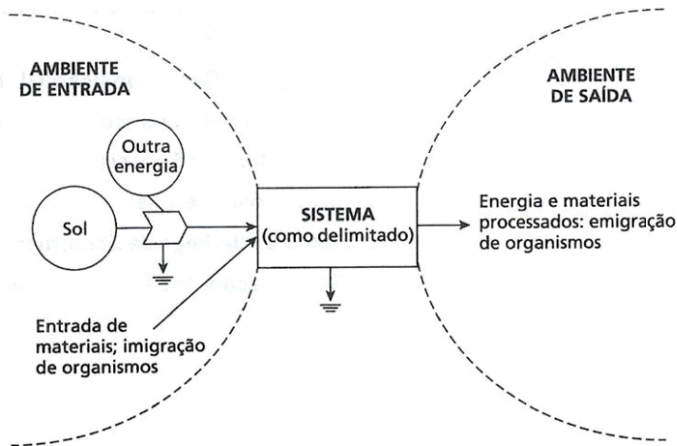 AMBIENTE
DE ENTRADA
AMBIENTE
DE SAÍDA
Outra
energia
Sol
SISTEMA
(como delimitado)
Energia e materiais
processados: emigração
de organismos
Entrada de
materiais; imigração
de organismos